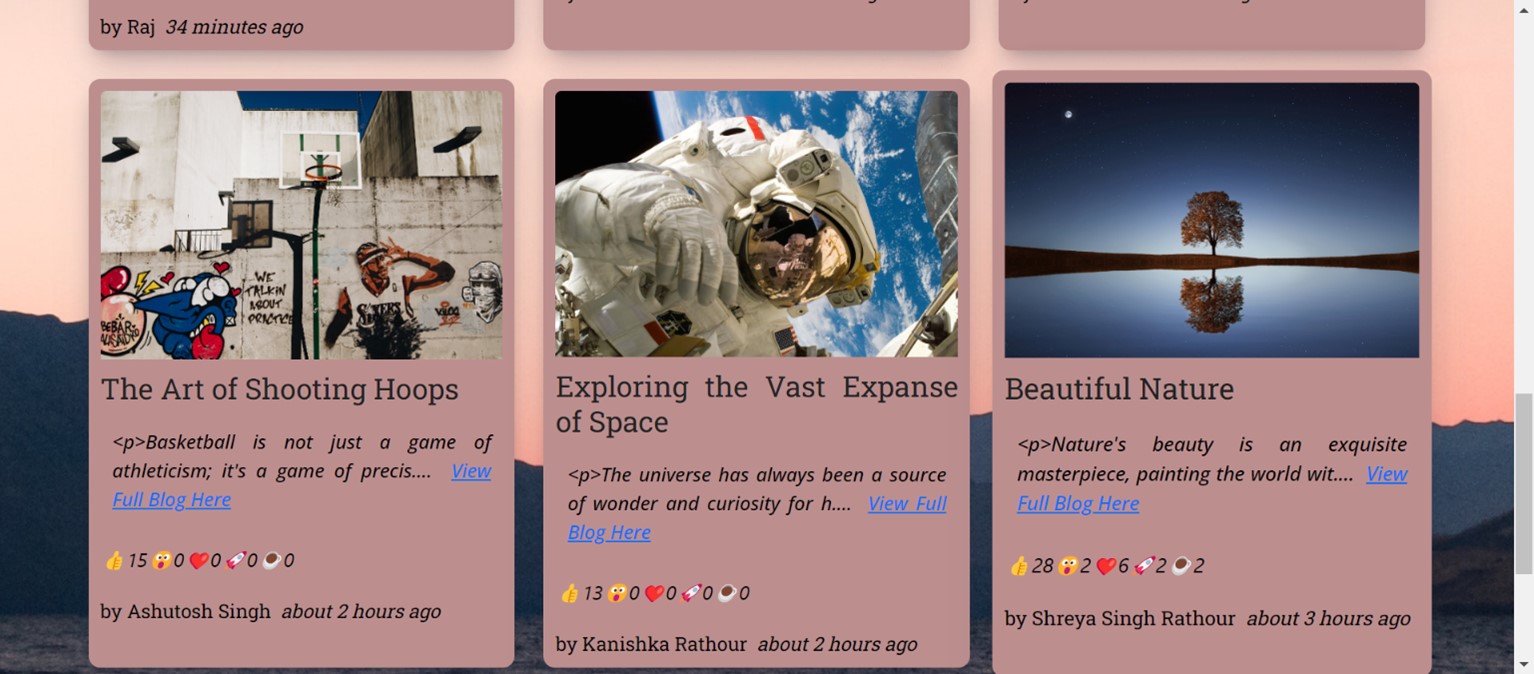 by Raj 34 minutes ago
WE
TALKIN
ABOUT
PRACTICE
The Art of Shooting Hoops
<p>Basketball is not just a game of
athleticism; it's a game of precis.... View
Full Blog Here
👍15 😲0 ❤️0 🚀0 ☕0
by Ashutosh Singh about 2 hours ago
Exploring the Vast Expanse
of Space
<p>The universe has always been a source
of wonder and curiosity for h.... View Full
Blog Here
👍13 😲0 ❤️0 🚀0 ☕0
by Kanishka Rathour about 2 hours ago
Beautiful Nature
<p>Nature's beauty is an exquisite
masterpiece, painting the world wit.... View
Full Blog Here
👍28 😲2 ❤️6 🚀2 ☕2
by Shreya Singh Rathour about 3 hours ago